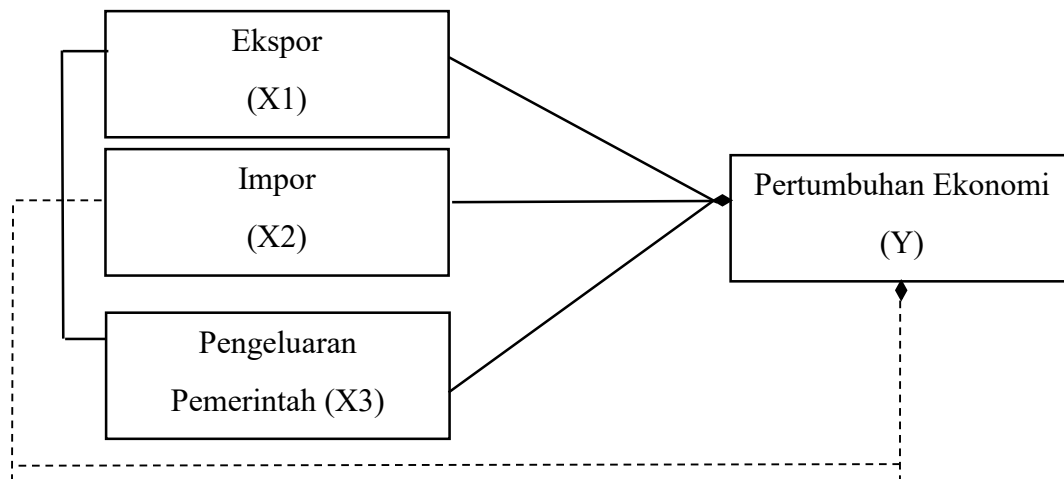 Ekspor
(X1)
Impor
(X2)
Pengeluaran
Pemerintah (X3)
Pertumbuhan Ekonomi
(Y)